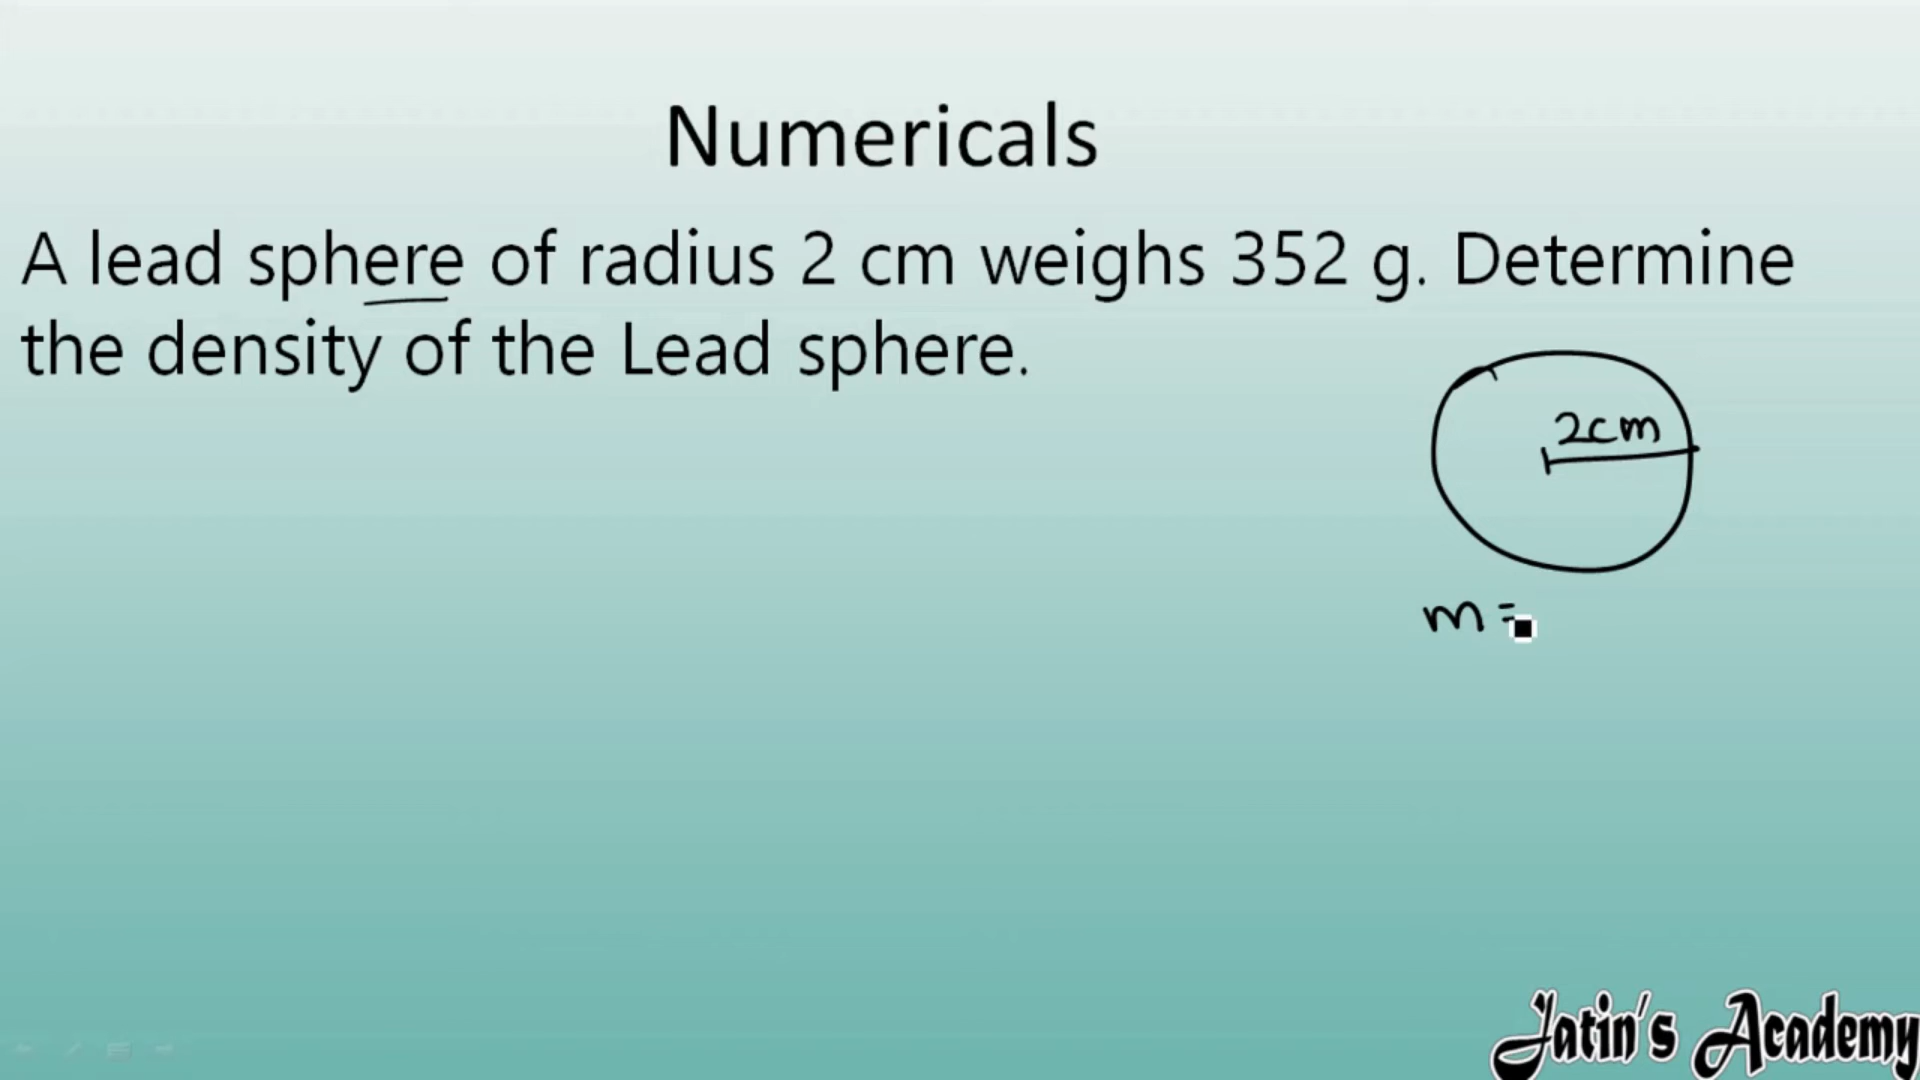 Numericals
A lead sphere of radius 2 cm weighs 352 g. Determine
the density of the Lead sphere.
2cm
m =
Jatin's Academy